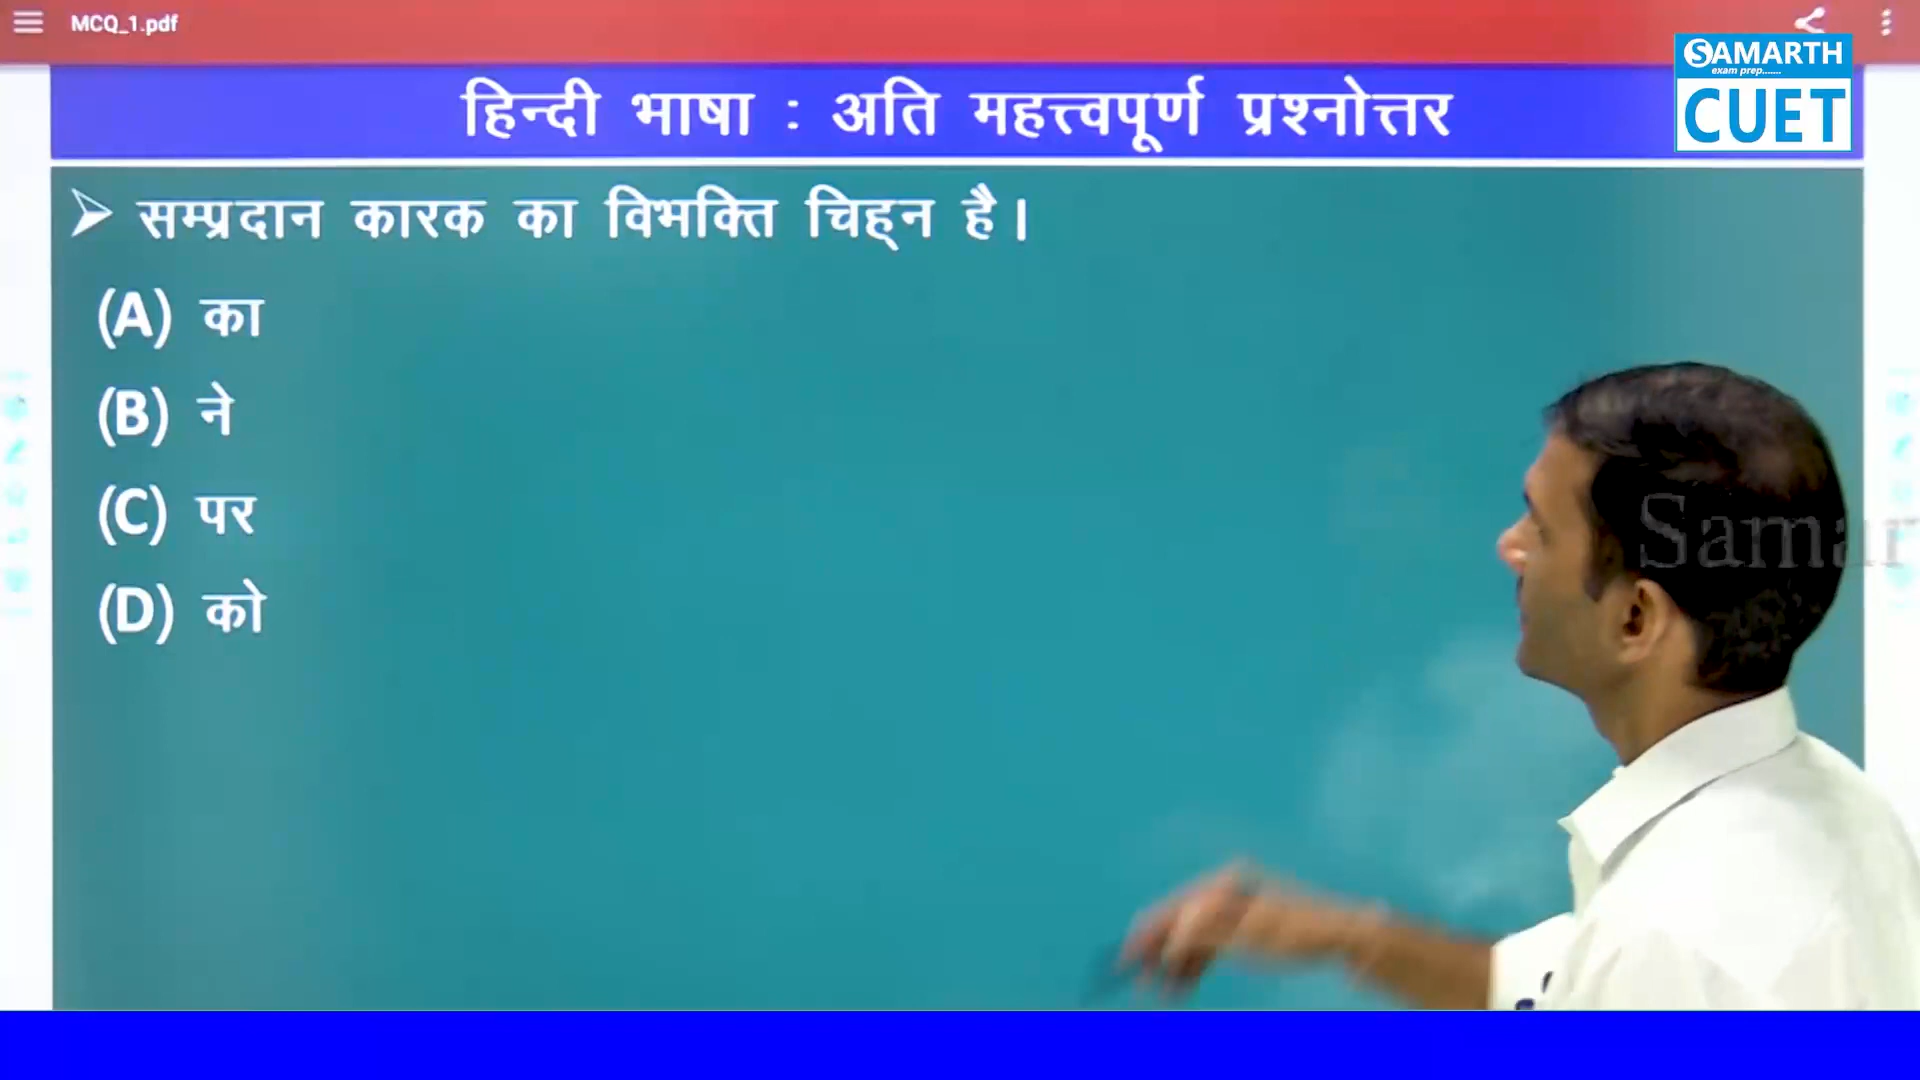 MCQ_1.pdf
SAMARTH
exam prep.......
CUET
हिन्दी भाषा : अति महत्त्वपूर्ण प्रश्नोत्तर
सम्प्रदान कारक का विभक्ति चिह्न है।
(A) का
(B) ने
(C) पर
(D) को
Samar